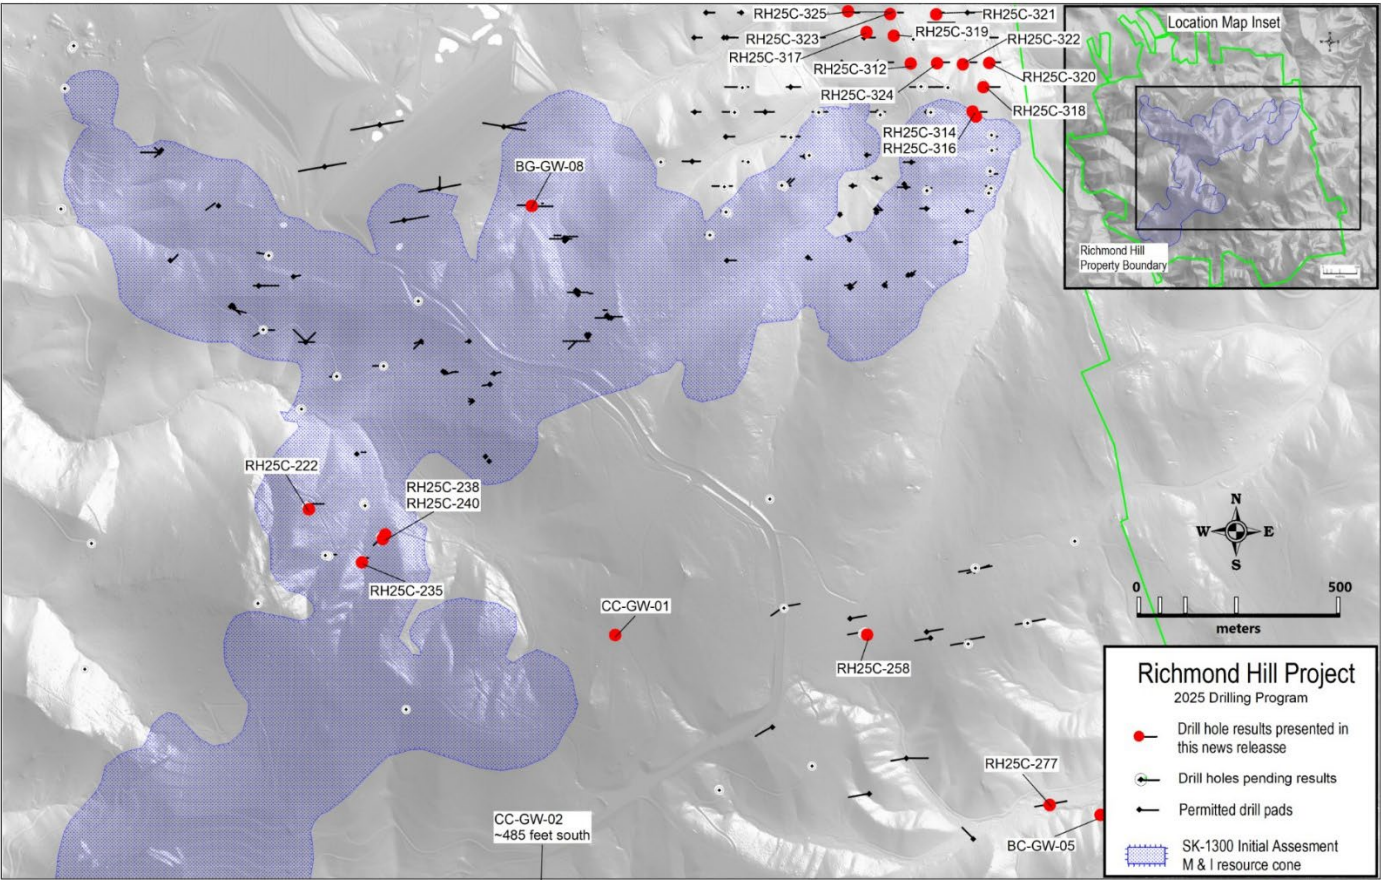 RH25C-325
RH25C-321
RH25C-323
RH25C-319
RH25C-317
RH25C-322
RH25C-312
RH25C-320
RH25C-324
RH25C-318
RH25C-314
RH25C-316
Location Map Inset
Richmond Hill
Property Boundary
BG-GW-08
RH25C-222
RH25C-238
RH25C-240
RH25C-235
CC-GW-01
RH25C-258
RH25C-277
BC-GW-05
CC-GW-02
~485 feet south
N
W
E
S
0
500
meters
Richmond Hill Project
2025 Drilling Program
Drill hole results presented in
this news releasse
Drill holes pending results
Permitted drill pads
SK-1300 Initial Assesment
M & I resource cone